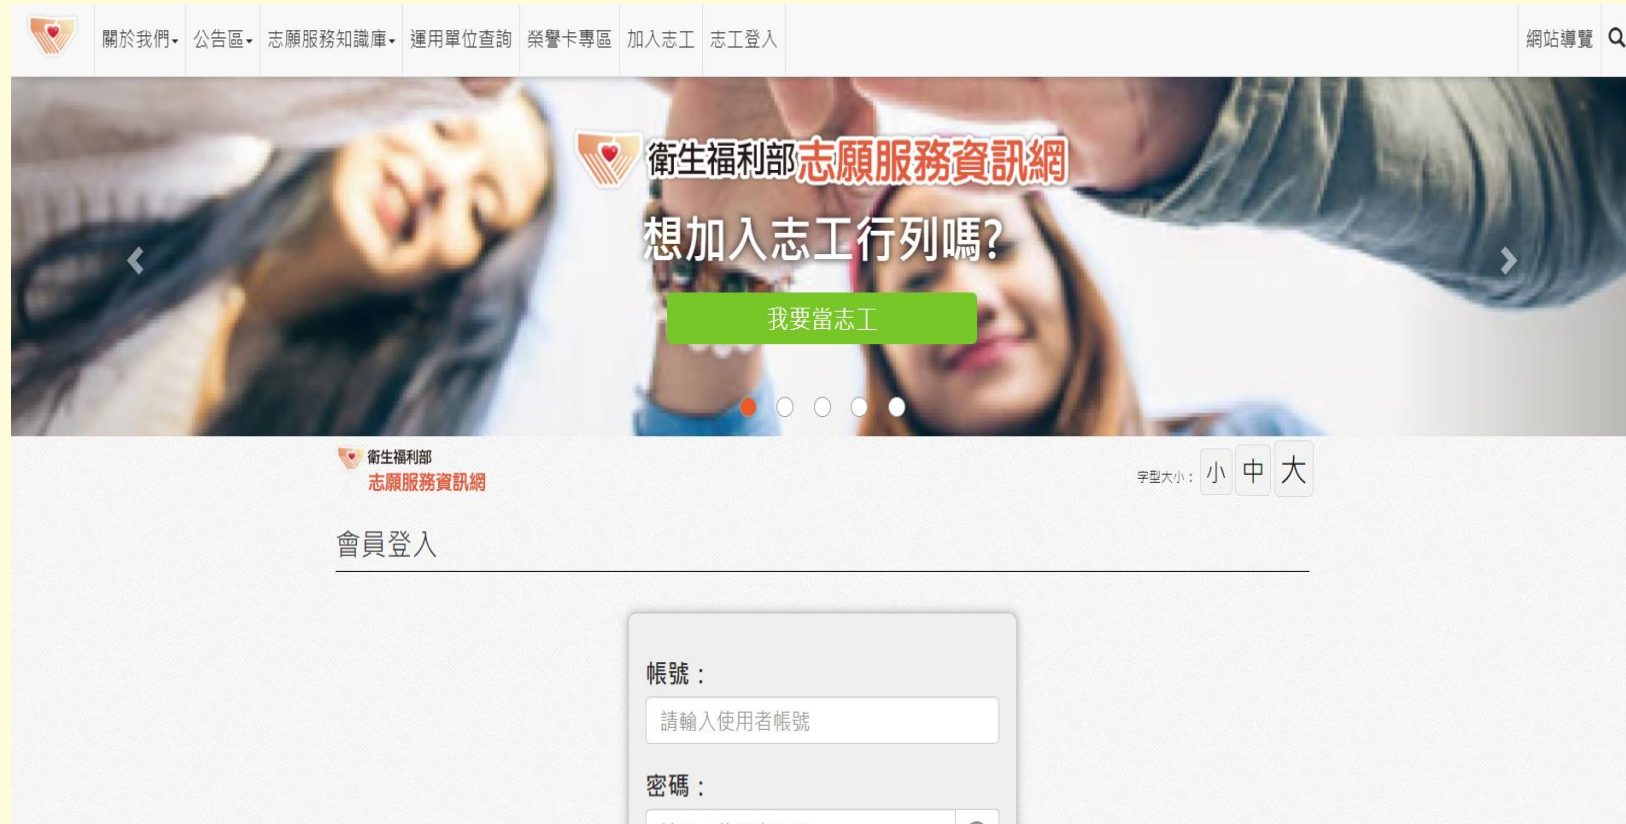 關於我們 公告區 志願服務知識庫 運用單位查詢 榮譽卡專區 加入志工 志工登入 網站導覽
衛生福利部志願服務資訊網
想加入志工行列嗎?
我要當志工
衛生福利部
志願服務資訊網
字型大小： 小 中 大
會員登入
帳號：
請輸入使用者帳號
密碼：